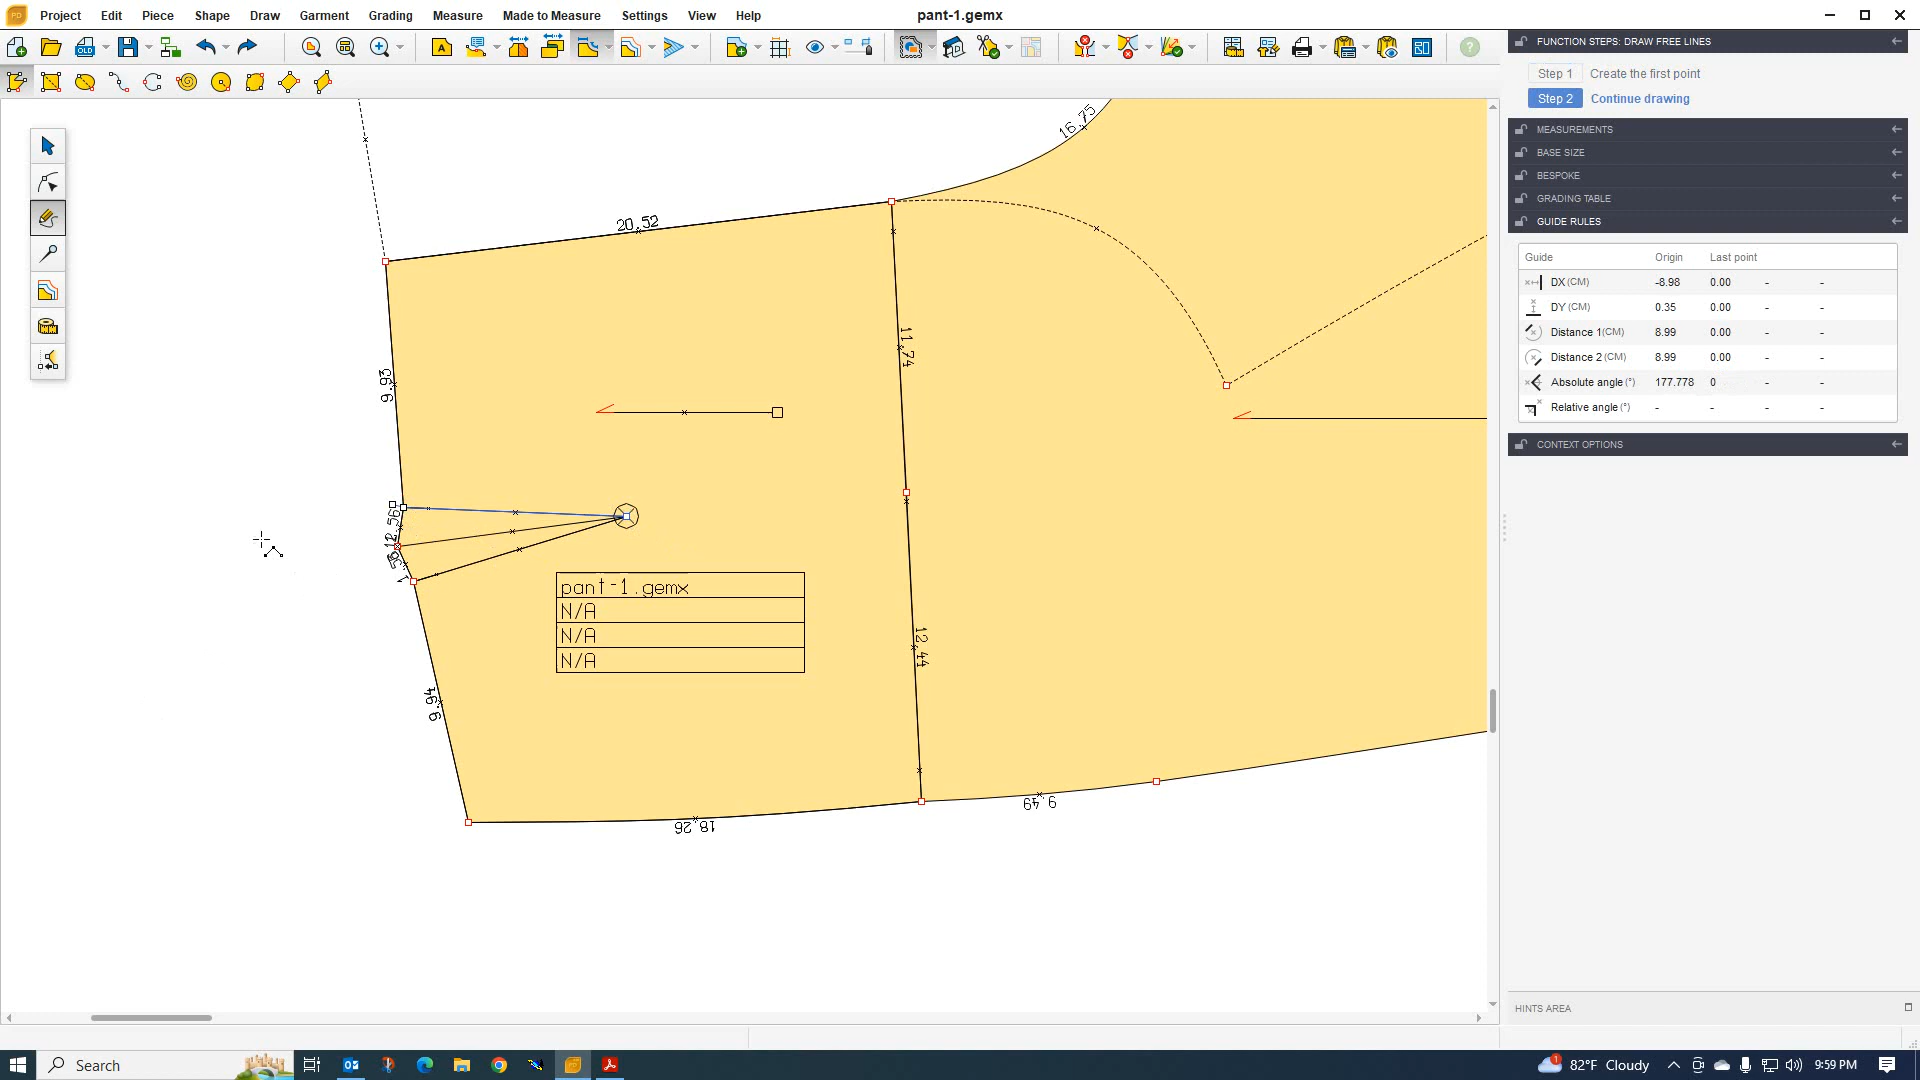 Project Edit Piece Shape Draw Garment Grading Measure Made to Measure Settings View Help
pant-1.gemx
FUNCTION STEPS: DRAW FREE LINES
Step 1 Create the first point
Step 2 Continue drawing
MEASUREMENTS
BASE SIZE
BESPOKE
GRADING TABLE
GUIDE RULES
Guide Origin Last point
DX (CM) -8.98 0.00 - -
DY (CM) 0.35 0.00 - -
Distance 1(CM) 8.99 0.00 - -
Distance 2 (CM) 8.99 0.00 - -
Absolute angle (°) 177.778 0 - -
Relative angle (°) - - - -
CONTEXT OPTIONS
HINTS AREA
16.75
20.52
11.74
9.63
9.94
12.44
18.26
9.49
pant-1.gemx
N/A
N/A
N/A
Search
82°F Cloudy
9:59 PM